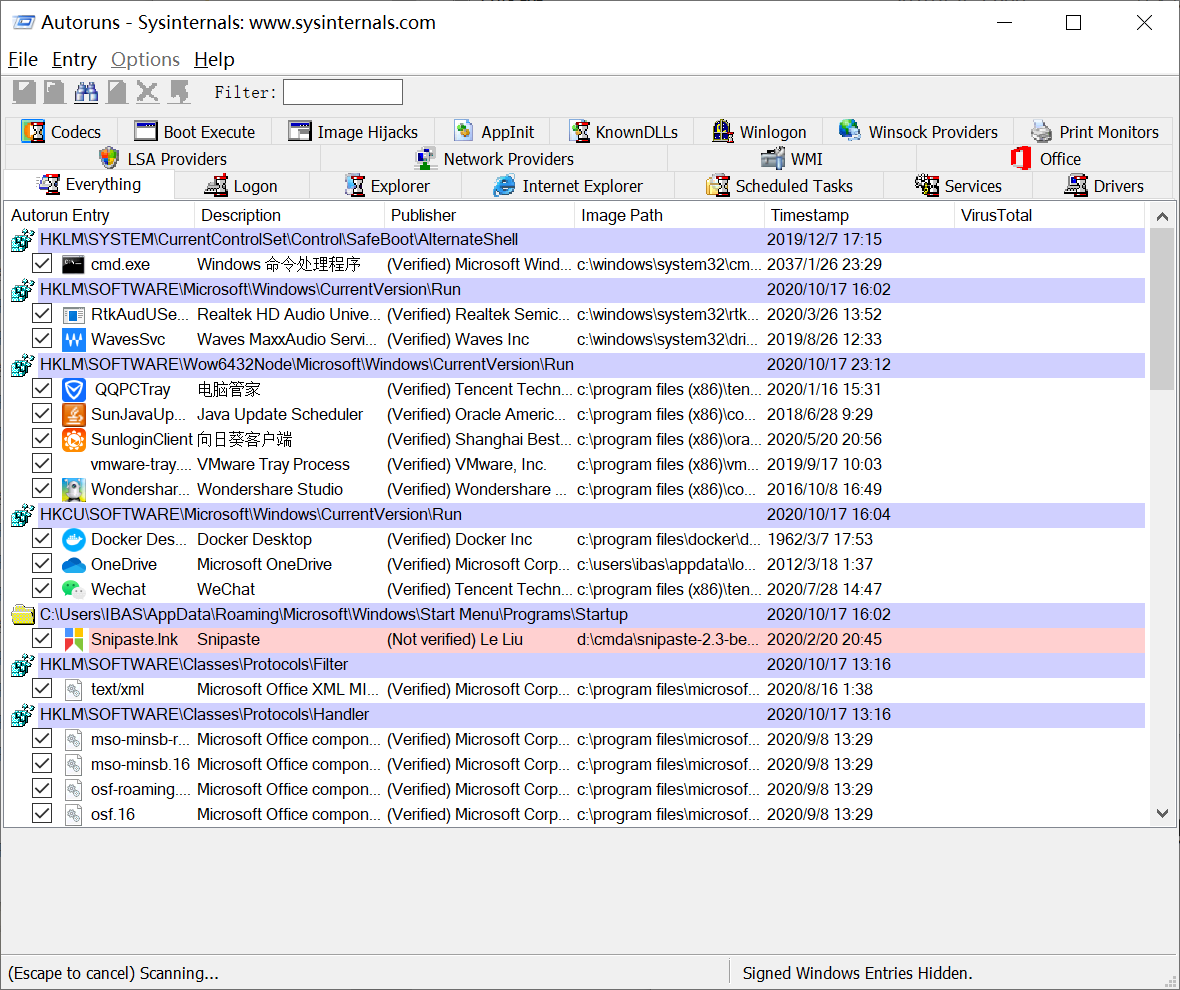 Autoruns - Sysinternals: www.sysinternals.com
File Entry Options Help
Filter:
Codecs Boot Execute Image Hijacks AppInit KnownDLLs Winlogon Winsock Providers Print Monitors
LSA Providers Network Providers WMI Office
Everything Logon Explorer Internet Explorer Scheduled Tasks Services Drivers
Autorun Entry Description Publisher Image Path Timestamp VirusTotal
HKLM\SYSTEM\CurrentControlSet\Control\SafeBoot\AlternateShell 2019/12/7 17:15
cmd.exe Windows 命令处理程序 (Verified) Microsoft Wind... c:\windows\system32\cm... 2037/1/26 23:29
HKLM\SOFTWARE\Microsoft\Windows\CurrentVersion\Run 2020/10/17 16:02
RtkAudUSe... Realtek HD Audio Unive... (Verified) Realtek Semic... c:\windows\system32\rtk... 2020/3/26 13:52
WavesSvc Waves MaxxAudio Servi... (Verified) Waves Inc c:\windows\system32\dri... 2019/8/26 12:33
HKLM\SOFTWARE\Wow6432Node\Microsoft\Windows\CurrentVersion\Run 2020/10/17 23:12
QQPCTray 电脑管家 (Verified) Tencent Techn... c:\program files (x86)\ten... 2020/1/16 15:31
SunJavaUp... Java Update Scheduler (Verified) Oracle Americ... c:\program files (x86)\co... 2018/6/28 9:29
SunloginClient 向日葵客户端 (Verified) Shanghai Best... c:\program files (x86)\ora... 2020/5/20 20:56
vmware-tray.... VMware Tray Process (Verified) VMware, Inc. c:\program files (x86)\vm... 2019/9/17 10:03
Wondershar... Wondershare Studio (Verified) Wondershare ... c:\program files (x86)\co... 2016/10/8 16:49
HKCU\SOFTWARE\Microsoft\Windows\CurrentVersion\Run 2020/10/17 16:04
Docker Des... Docker Desktop (Verified) Docker Inc c:\program files\docker\d... 1962/3/7 17:53
OneDrive Microsoft OneDrive (Verified) Microsoft Corp... c:\users\ibas\appdata\lo... 2012/3/18 1:37
Wechat WeChat (Verified) Tencent Techn... c:\program files (x86)\ten... 2020/7/28 14:47
C:\Users\IBAS\AppData\Roaming\Microsoft\Windows\Start Menu\Programs\Startup 2020/10/17 16:02
Snipaste.lnk Snipaste (Not verified) Le Liu d:\cmda\snipaste-2.3-be... 2020/2/20 20:45
HKLM\SOFTWARE\Classes\Protocols\Filter 2020/10/17 13:16
text/xml Microsoft Office XML MI... (Verified) Microsoft Corp... c:\program files\microsof... 2020/8/16 1:38
HKLM\SOFTWARE\Classes\Protocols\Handler 2020/10/17 13:16
mso-minsb-r... Microsoft Office compon... (Verified) Microsoft Corp... c:\program files\microsof... 2020/9/8 13:29
mso-minsb.16 Microsoft Office compon... (Verified) Microsoft Corp... c:\program files\microsof... 2020/9/8 13:29
osf-roaming.... Microsoft Office compon... (Verified) Microsoft Corp... c:\program files\microsof... 2020/9/8 13:29
osf.16 Microsoft Office compon... (Verified) Microsoft Corp... c:\program files\microsof... 2020/9/8 13:29
(Escape to cancel) Scanning... Signed Windows Entries Hidden.